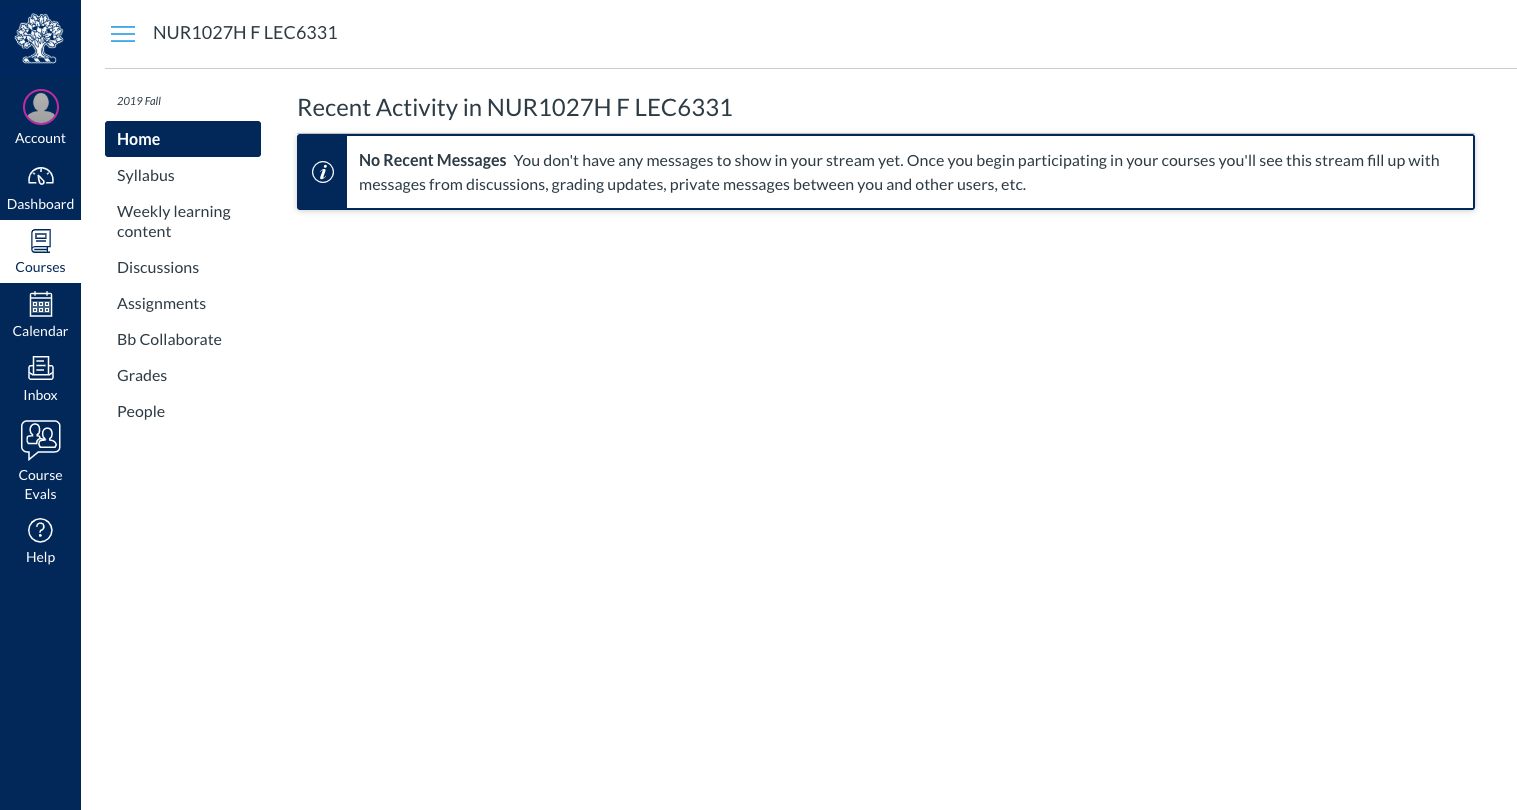 NUR1027H F LEC6331
Account
Dashboard
Courses
Calendar
Inbox
Course
Evals
Help
2019 Fall
Home
Syllabus
Weekly learning
content
Discussions
Assignments
Bb Collaborate
Grades
People
Recent Activity in NUR1027H F LEC6331
No Recent Messages You don't have any messages to show in your stream yet. Once you begin participating in your courses you'll see this stream fill up with
messages from discussions, grading updates, private messages between you and other users, etc.